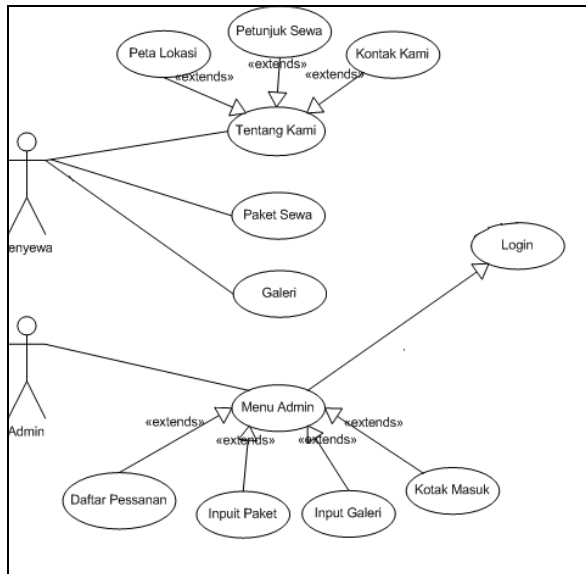 Petunjuk Sewa
Peta Lokasi
Kontak Kami
«extends»
«extends»
«extends»
Tentang Kami
Paket Sewa
enyewa
Login
Galeri
Menu Admin
Admin
«extends»
«extends»
«extends»
«extends»
Daftar Pessanan
Inpuit Paket
Input Galeri
Kotak Masuk